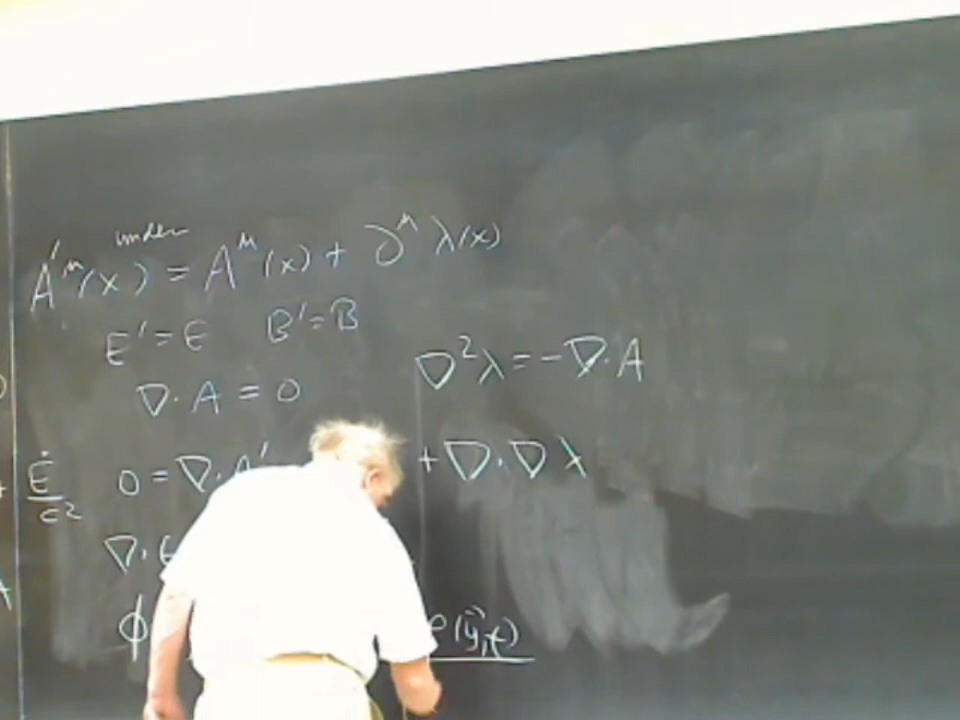 under
A'^μ(x) = A^μ(x) + ∂^μ λ(x)
E' = E B' = B
∇·A = 0 ∇²λ = -∇·A
Ė/c² 0 = ∇·A' + ∇·∇λ
∇·E
ϕ ρ(y⃗,t)